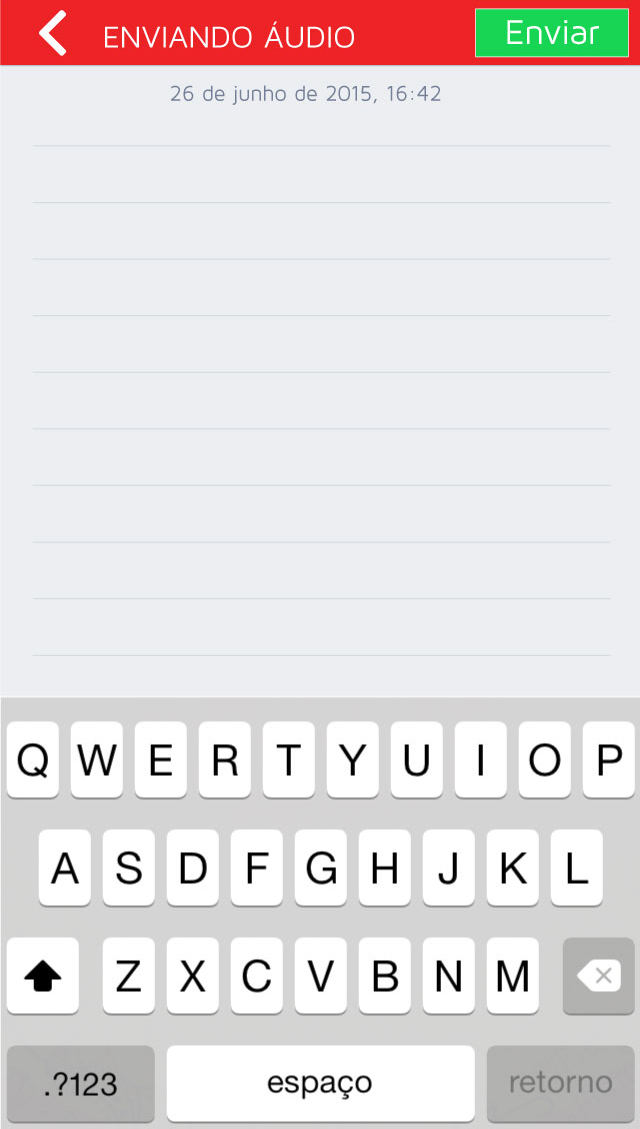 ENVIANDO ÁUDIO Enviar
26 de junho de 2015, 16:42
Q W E R T Y U I O P
A S D F G H J K L
Z X C V B N M
.?123 espaço retorno